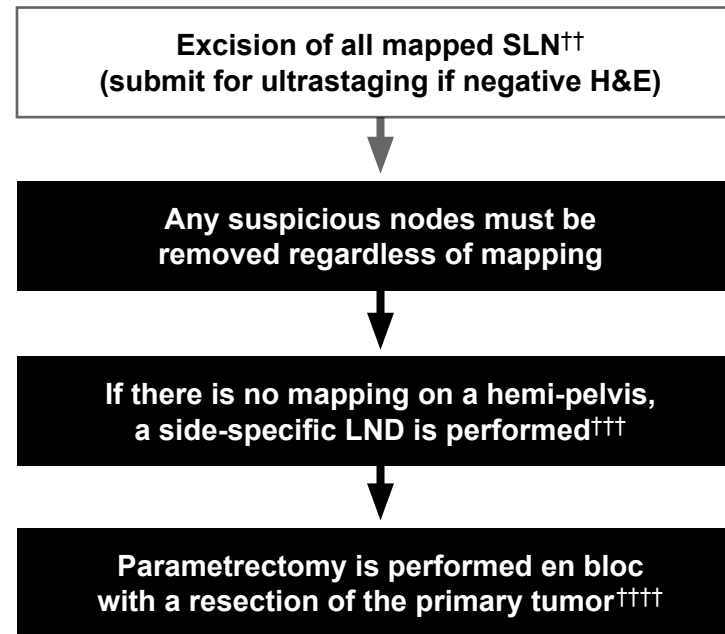 Excision of all mapped SLN††
(submit for ultrastaging if negative H&E)
Any suspicious nodes must be
removed regardless of mapping
If there is no mapping on a hemi-pelvis,
a side-specific LND is performed†††
Parametrectomy is performed en bloc
with a resection of the primary tumor††††